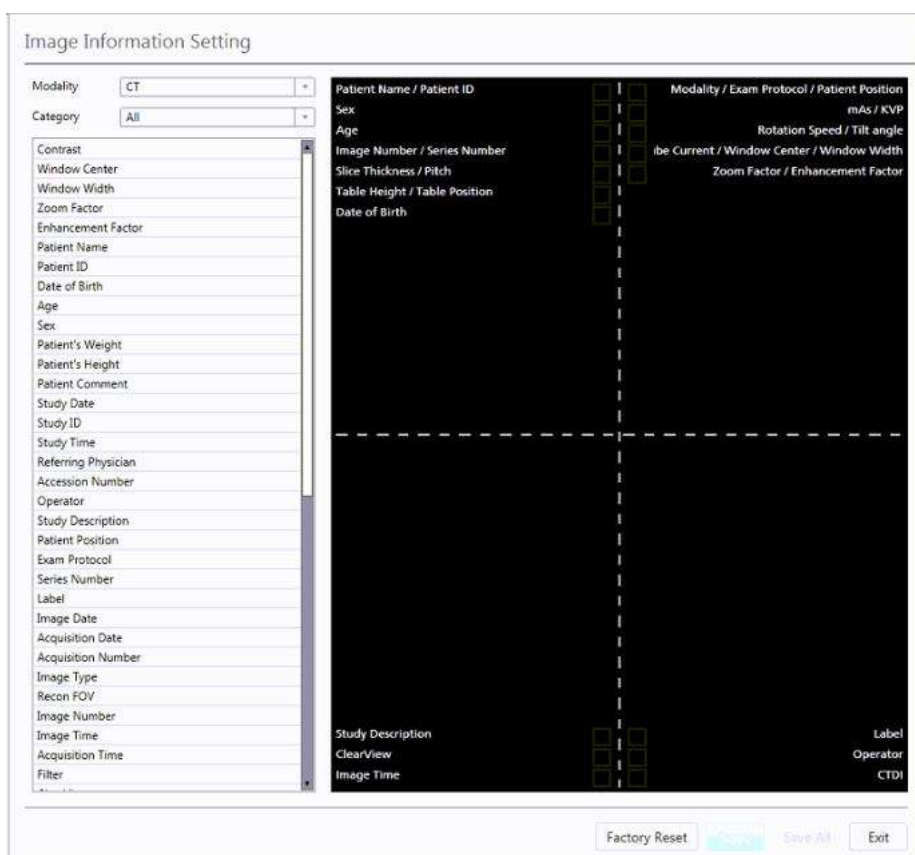 Image Information Setting
Modality CT
Category All
Contrast
Window Center
Window Width
Zoom Factor
Enhancement Factor
Patient Name
Patient ID
Date of Birth
Age
Sex
Patient's Weight
Patient's Height
Patient Comment
Study Date
Study ID
Study Time
Referring Physician
Accession Number
Operator
Study Description
Patient Position
Exam Protocol
Series Number
Label
Image Date
Acquisition Date
Acquisition Number
Image Type
Recon FOV
Image Number
Image Time
Acquisition Time
Filter
Patient Name / Patient ID
Sex
Age
Image Number / Series Number
Slice Thickness / Pitch
Table Height / Table Position
Date of Birth
Modality / Exam Protocol / Patient Position
mAs / KVP
Rotation Speed / Tilt angle
be Current / Window Center / Window Width
Zoom Factor / Enhancement Factor
Study Description
ClearView
Image Time
Label
Operator
CTDI
Factory Reset Save All Exit